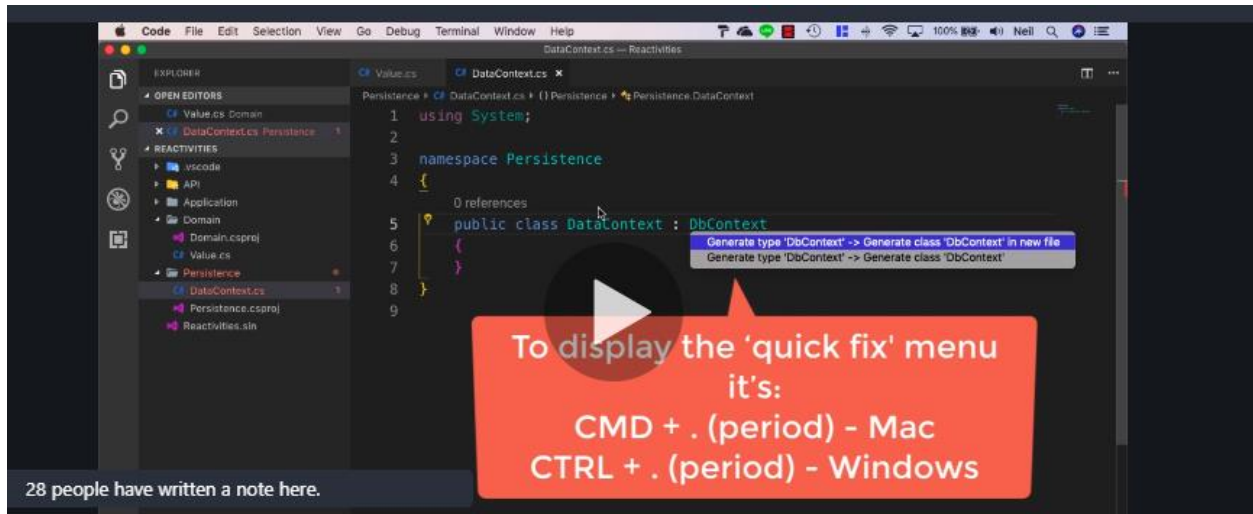 Code File Edit Selection View Go Debug Terminal Window Help 100% Neil
DataContext.cs — Reactivities
EXPLORER
Value.cs DataContext.cs ×
OPEN EDITORS
Persistence DataContext.cs {} Persistence Persistence.DataContext
Value.cs Domain
DataContext.cs Persistence 1
REACTIVITIES
.vscode
API
Application
Domain
Domain.csproj
Value.cs
Persistence
DataContext.cs 1
Persistence.csproj
Reactivities.sln
1 using System;
2
3 namespace Persistence
4 {
0 references
5 public class DataContext : DbContext
6 {
7 }
8 }
9
Generate type 'DbContext' -> Generate class 'DbContext' in new file
Generate type 'DbContext' -> Generate class 'DbContext'
To display the ‘quick fix' menu
it’s:
CMD + . (period) - Mac
CTRL + . (period) - Windows
28 people have written a note here.